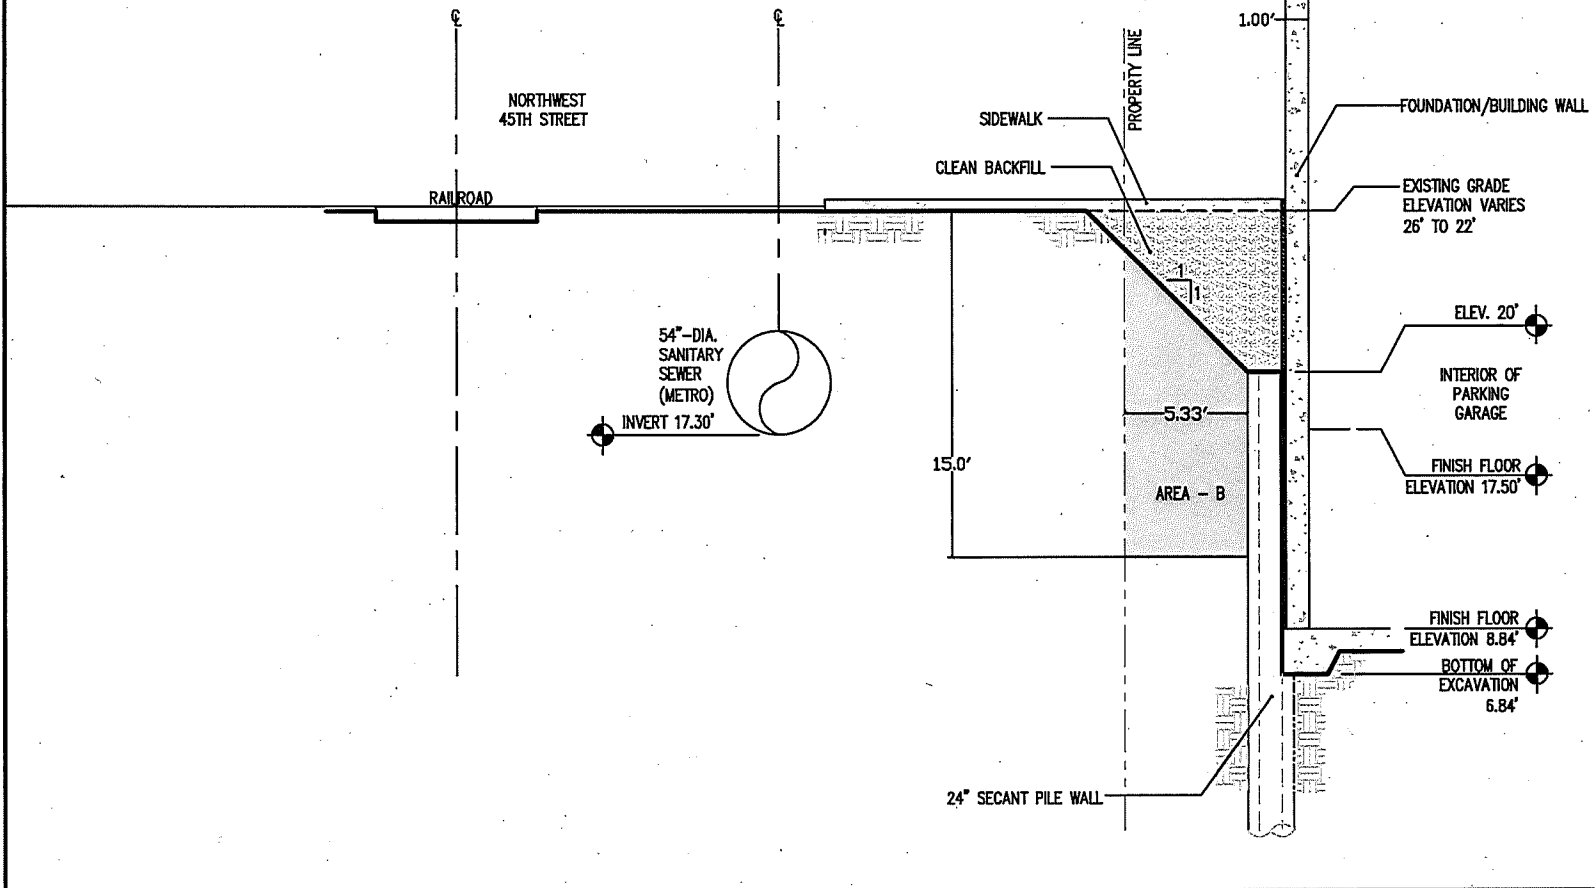 ℄
℄
1.00'
PROPERTY LINE
NORTHWEST
45TH STREET
SIDEWALK
FOUNDATION/BUILDING WALL
CLEAN BACKFILL
RAILROAD
EXISTING GRADE
ELEVATION VARIES
26' TO 22'
1
1
54"-DIA.
SANITARY
SEWER
(METRO)
INVERT 17.30'
ELEV. 20'
INTERIOR OF
PARKING
GARAGE
5.33'
15.0'
AREA - B
FINISH FLOOR
ELEVATION 17.50'
FINISH FLOOR
ELEVATION 8.84'
BOTTOM OF
EXCAVATION
6.84'
24" SECANT PILE WALL